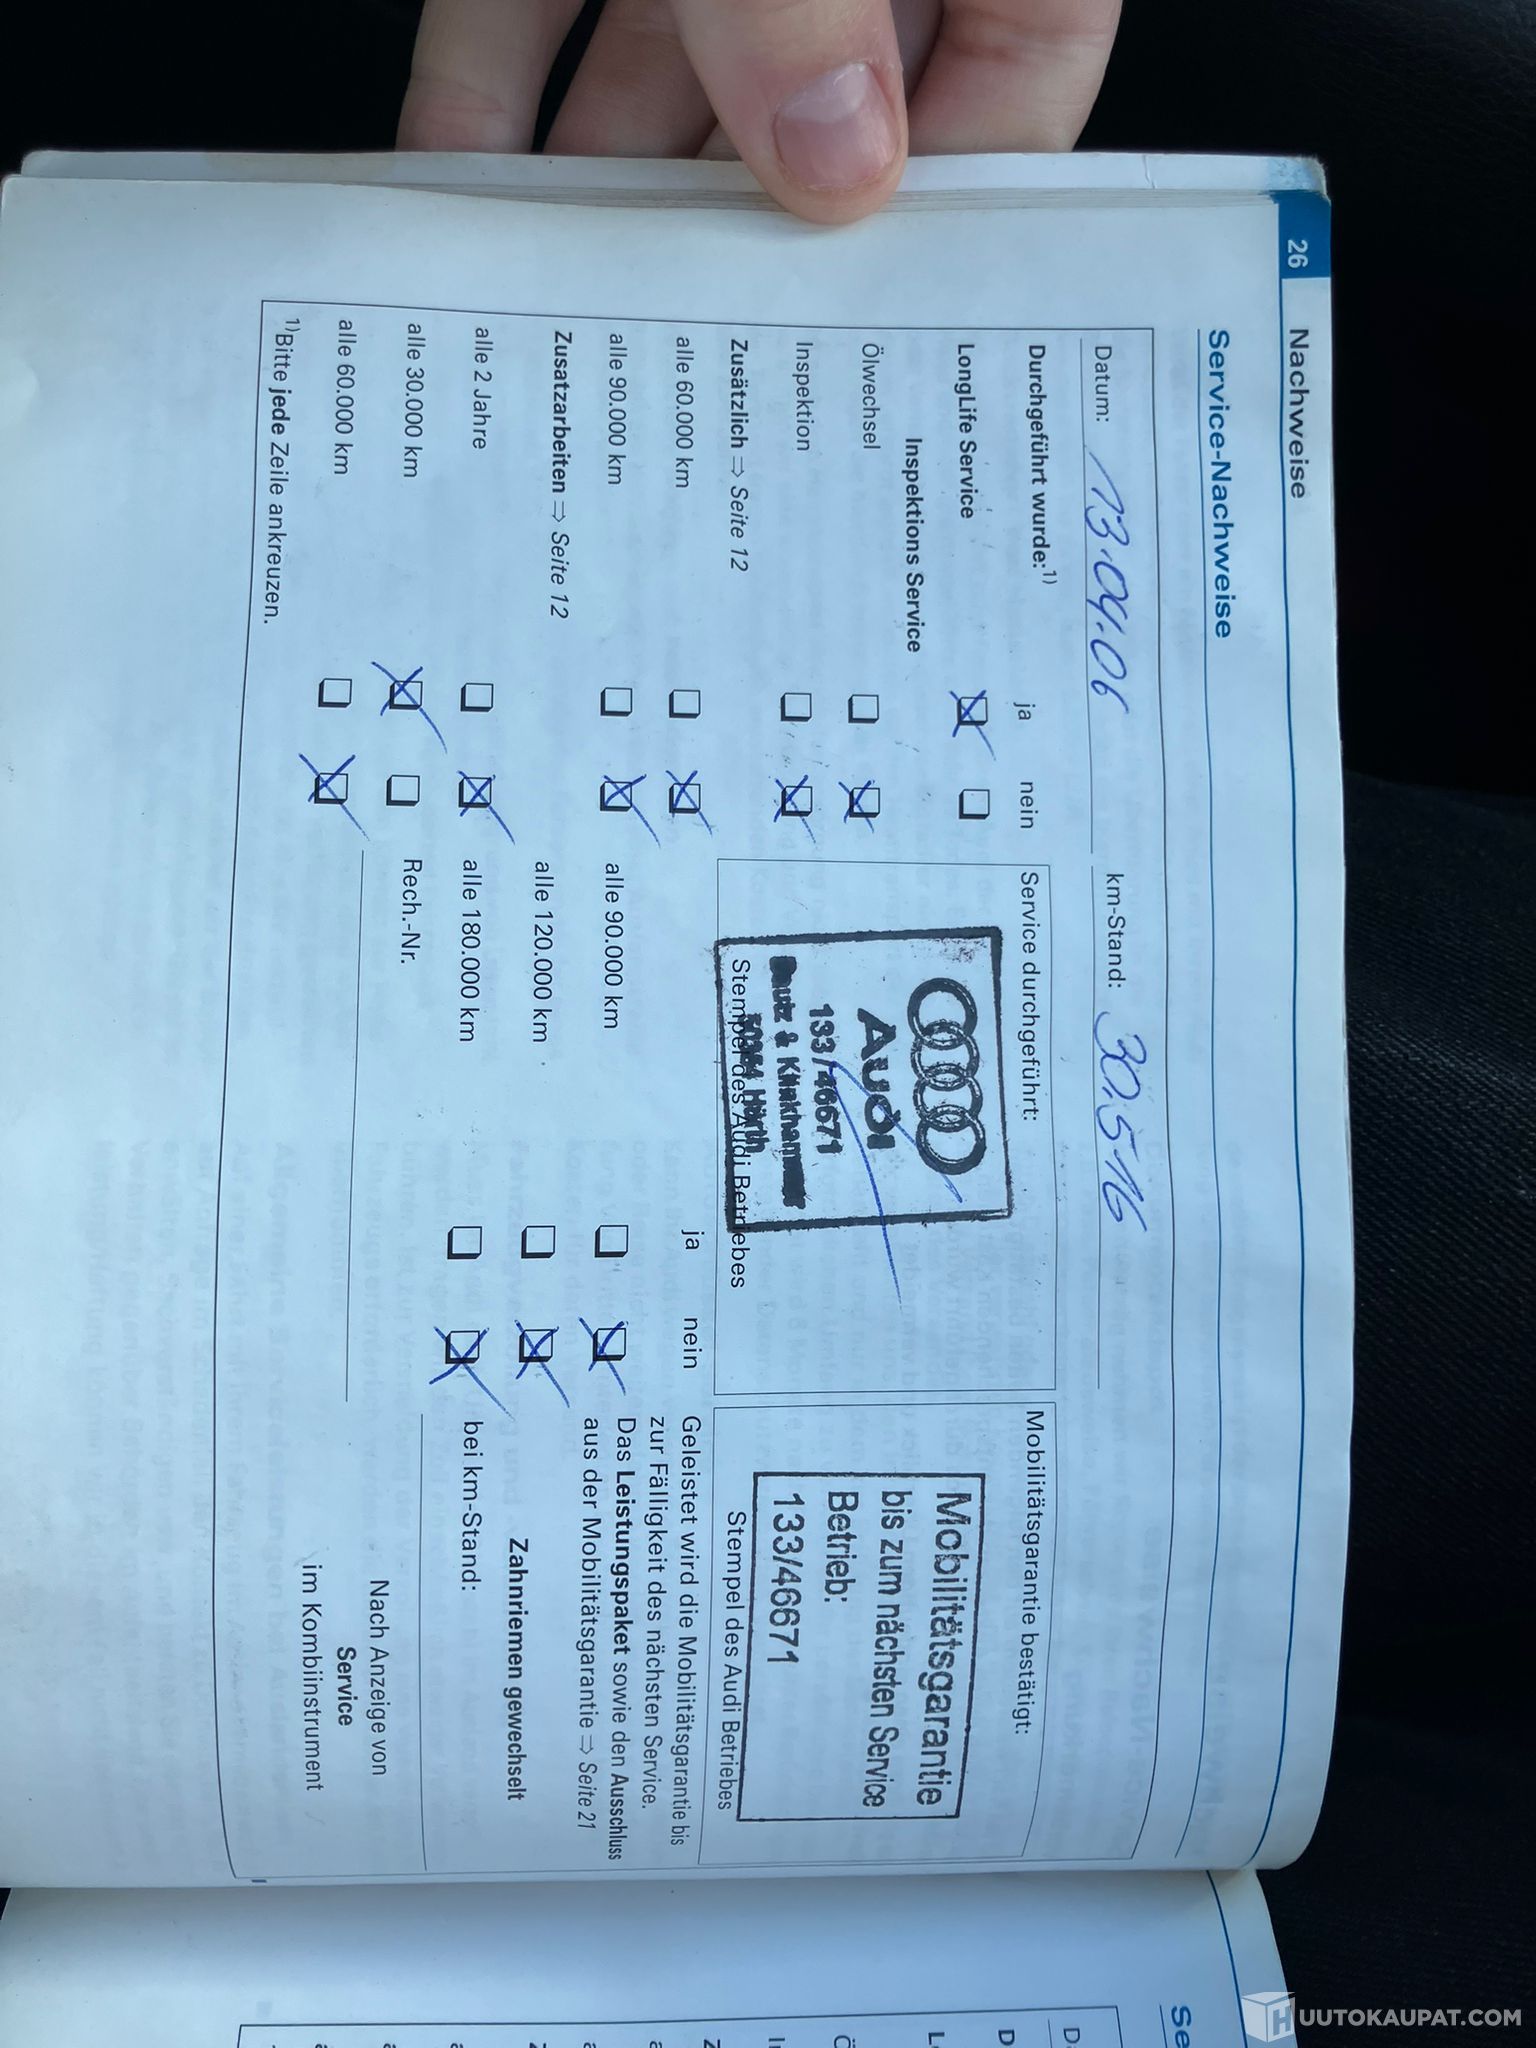 26
Nachweise
Service-Nachweise
Datum: 13.04.06
km-Stand: 30.516
Durchgeführt wurde:¹⁾
ja
nein
LongLife Service
Inspektions Service
Ölwechsel
Inspektion
Zusätzlich ⇒ Seite 12
alle 60.000 km
alle 90.000 km
Zusatzarbeiten ⇒ Seite 12
alle 2 Jahre
alle 30.000 km
alle 60.000 km
¹⁾Bitte jede Zeile ankreuzen.
Service durchgeführt:
Audi
133/46671
& Klinkhammer
Hürth
Stempel des Audi Betriebes
ja
nein
alle 90.000 km
alle 120.000 km
alle 180.000 km
Rech.-Nr.
Mobilitätsgarantie bestätigt:
Mobilitätsgarantie
bis zum nächsten Service
Betrieb:
133/46671
Stempel des Audi Betriebes
Geleistet wird die Mobilitätsgarantie bis
zur Fälligkeit des nächsten Service.
Das Leistungspaket sowie den Ausschluss
aus der Mobilitätsgarantie ⇒ Seite 21
Zahnriemen gewechselt
bei km-Stand:
Nach Anzeige von
Service
im Kombiinstrument
Se
HUUTOKAUPAT.COM